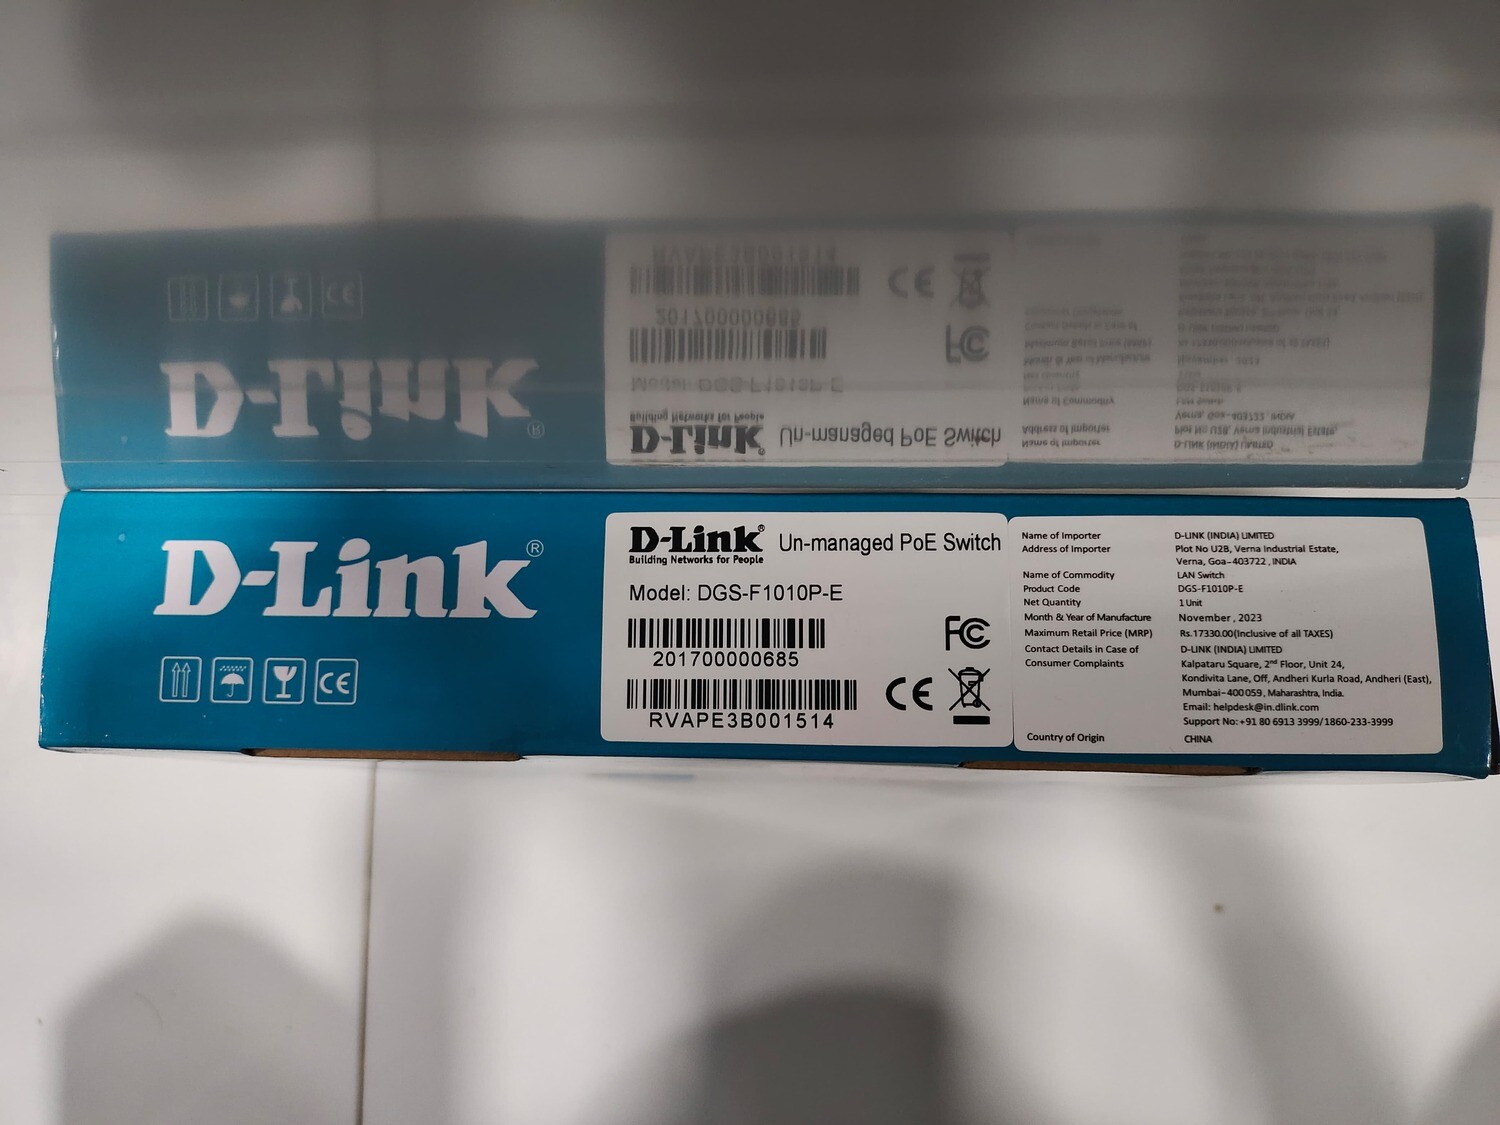 D-Link®
CE
D-Link® Un-managed PoE Switch
Building Networks for People
Model: DGS-F1010P-E
201700000685
FC
CE
RVAPE3B001514
Name of Importer D-LINK (INDIA) LIMITED
Address of Importer Plot No U2B, Verna Industrial Estate,
Verna, Goa-403722 , INDIA
Name of Commodity LAN Switch
Product Code DGS-F1010P-E
Net Quantity 1 Unit
Month & Year of Manufacture November , 2023
Maximum Retail Price (MRP) Rs.17330.00(Inclusive of all TAXES)
Contact Details in Case of D-LINK (INDIA) LIMITED
Consumer Complaints Kalpataru Square, 2nd Floor, Unit 24,
Kondivita Lane, Off, Andheri Kurla Road, Andheri (East),
Mumbai-400059, Maharashtra, India.
Email: helpdesk@in.dlink.com
Support No:+91 80 6913 3999/1860-233-3999
Country of Origin CHINA